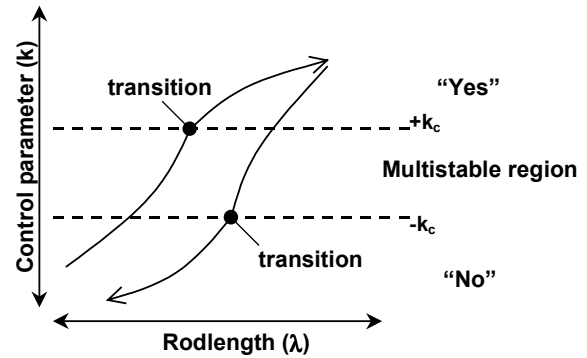 Control parameter (k)
transition
“Yes”
+kc
Multistable region
-kc
transition
“No”
Rodlength (λ)